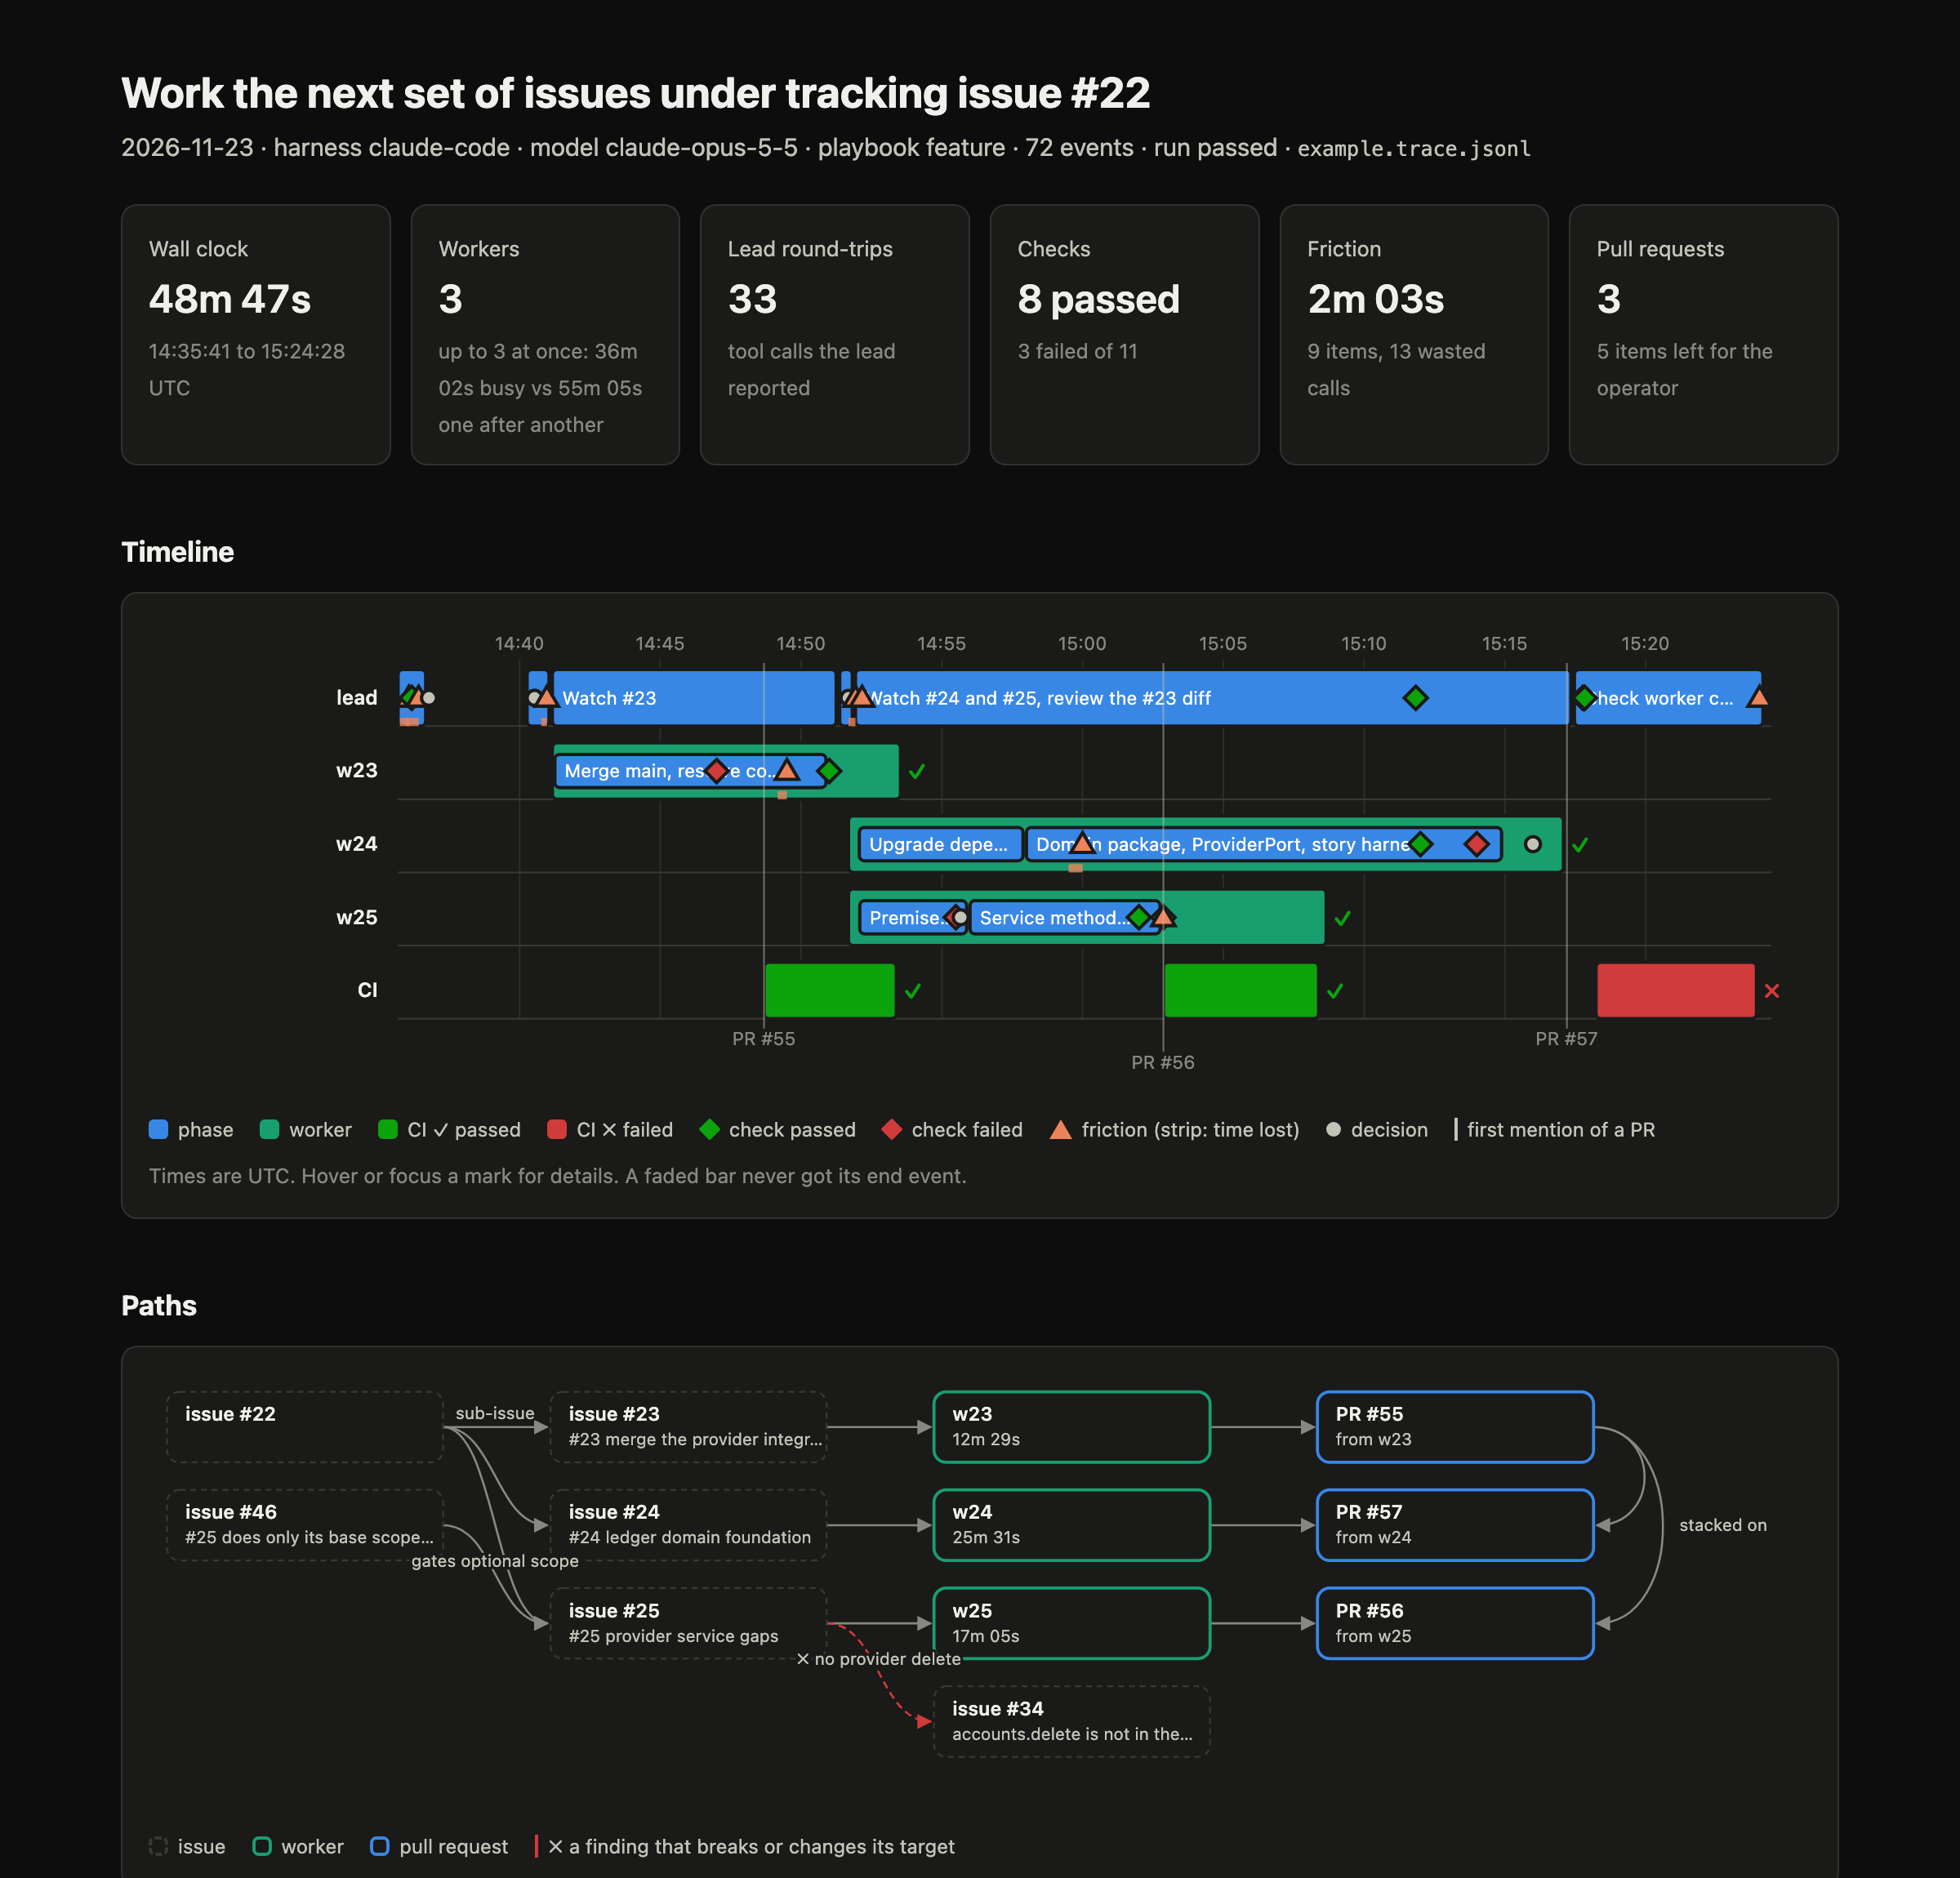 Work the next set of issues under tracking issue #22
2026-11-23 · harness claude-code · model claude-opus-5-5 · playbook feature · 72 events · run passed · example.trace.jsonl
Wall clock
48m 47s
14:35:41 to 15:24:28
UTC
Workers
3
up to 3 at once: 36m
02s busy vs 55m 05s
one after another
Lead round-trips
33
tool calls the lead
reported
Checks
8 passed
3 failed of 11
Friction
2m 03s
9 items, 13 wasted
calls
Pull requests
3
5 items left for the
operator
Timeline
14:40 14:45 14:50 14:55 15:00 15:05 15:10 15:15 15:20
lead Watch #23 Watch #24 and #25, review the #23 diff check worker c...
w23 Merge main, co...
w24 Upgrade depe... package, ProviderPort, story harne
w25 Premise... Service method...
CI
PR #55
PR #56
PR #57
phase worker CI ✓ passed CI ✕ failed check passed check failed friction (strip: time lost) decision first mention of a PR
Times are UTC. Hover or focus a mark for details. A faded bar never got its end event.
Paths
issue #22
sub-issue
issue #23
#23 merge the provider integr...
w23
12m 29s
PR #55
from w23
issue #46
#25 does only its base scope...
gates optional scope
issue #24
#24 ledger domain foundation
w24
25m 31s
PR #57
from w24
stacked on
issue #25
#25 provider service gaps
w25
17m 05s
PR #56
from w25
✕ no provider delete
issue #34
accounts.delete is not in the...
issue worker pull request ✕ a finding that breaks or changes its target